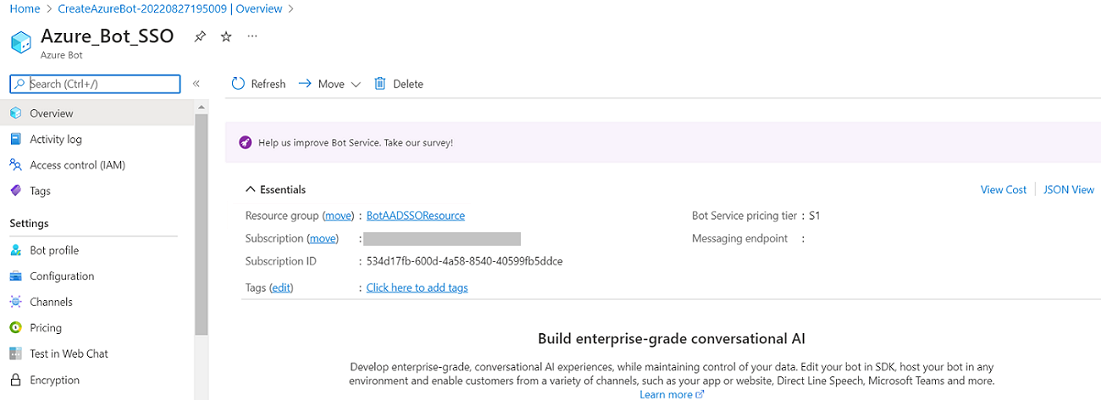 Home > CreateAzureBot-20220827195009 | Overview >
Azure_Bot_SSO
Azure Bot
Search (Ctrl+/)
Overview
Activity log
Access control (IAM)
Tags
Settings
Bot profile
Configuration
Channels
Pricing
Test in Web Chat
Encryption
Refresh Move Delete
Help us improve Bot Service. Take our survey!
Essentials View Cost JSON View
Resource group (move) : BotAADSSOResource Bot Service pricing tier : S1
Subscription (move) : Messaging endpoint :
Subscription ID : 534d17fb-600d-4a58-8540-40599fb5ddce
Tags (edit) : Click here to add tags
Build enterprise-grade conversational AI
Develop enterprise-grade, conversational AI experiences, while maintaining control of your data. Edit your bot in SDK, host your bot in any
environment and enable customers from a variety of channels, such as your app or website, Direct Line Speech, Microsoft Teams and more.
Learn more